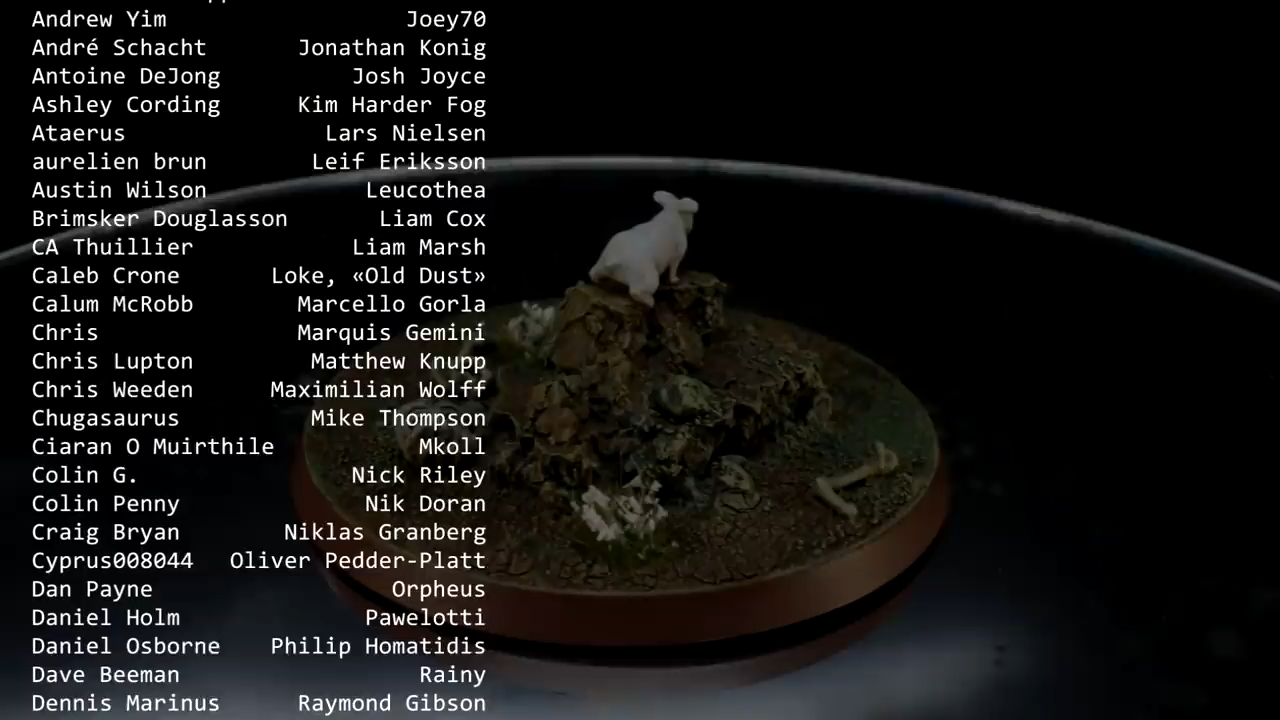 Andrew Yim Joey70
André Schacht Jonathan Konig
Antoine DeJong Josh Joyce
Ashley Cording Kim Harder Fog
Ataerus Lars Nielsen
aurelien brun Leif Eriksson
Austin Wilson Leucothea
Brimsker Douglasson Liam Cox
CA Thuillier Liam Marsh
Caleb Crone Loke, «Old Dust»
Calum McRobb Marcello Gorla
Chris Marquis Gemini
Chris Lupton Matthew Knupp
Chris Weeden Maximilian Wolff
Chugasaurus Mike Thompson
Ciaran O Muirthile Mkoll
Colin G. Nick Riley
Colin Penny Nik Doran
Craig Bryan Niklas Granberg
Cyprus008044 Oliver Pedder-Platt
Dan Payne Orpheus
Daniel Holm Pawelotti
Daniel Osborne Philip Homatidis
Dave Beeman Rainy
Dennis Marinus Raymond Gibson